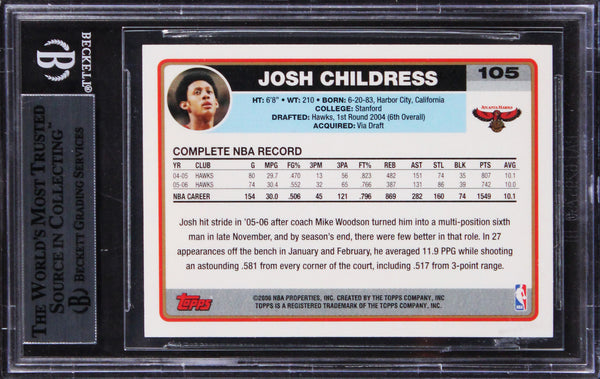 BECKETT®
B
THE WORLD'S MOST TRUSTED
SOURCE IN COLLECTING™
B BECKETT GRADING SERVICES
JOSH CHILDRESS
105
HT: 6'8" • WT: 210 • BORN: 6-20-83, Harbor City, California
COLLEGE: Stanford
DRAFTED: Hawks, 1st Round 2004 (6th Overall)
ACQUIRED: Via Draft
ATLANTA HAWKS
COMPLETE NBA RECORD
YR CLUB G MPG FG% 3PM 3PA FT% REB AST STL BLK PTS AVG
04-05 HAWKS 80 29.7 .470 13 56 .823 482 151 74 35 807 10.1
05-06 HAWKS 74 30.4 .552 32 65 .766 387 131 86 39 742 10.0
NBA CAREER 154 30.0 .506 45 121 .796 869 282 160 74 1549 10.1
Josh hit stride in '05-06 after coach Mike Woodson turned him into a multi-position sixth
man in late November, and by season's end, there were few better in that role. In 27
appearances off the bench in January and February, he averaged 11.9 PPG while shooting
an astounding .581 from every corner of the court, including .517 from 3-point range.
Topps
©2006 NBA PROPERTIES, INC. CREATED BY THE TOPPS COMPANY, INC
TOPPS IS A REGISTERED TRADEMARK OF THE TOPPS COMPANY, INC.